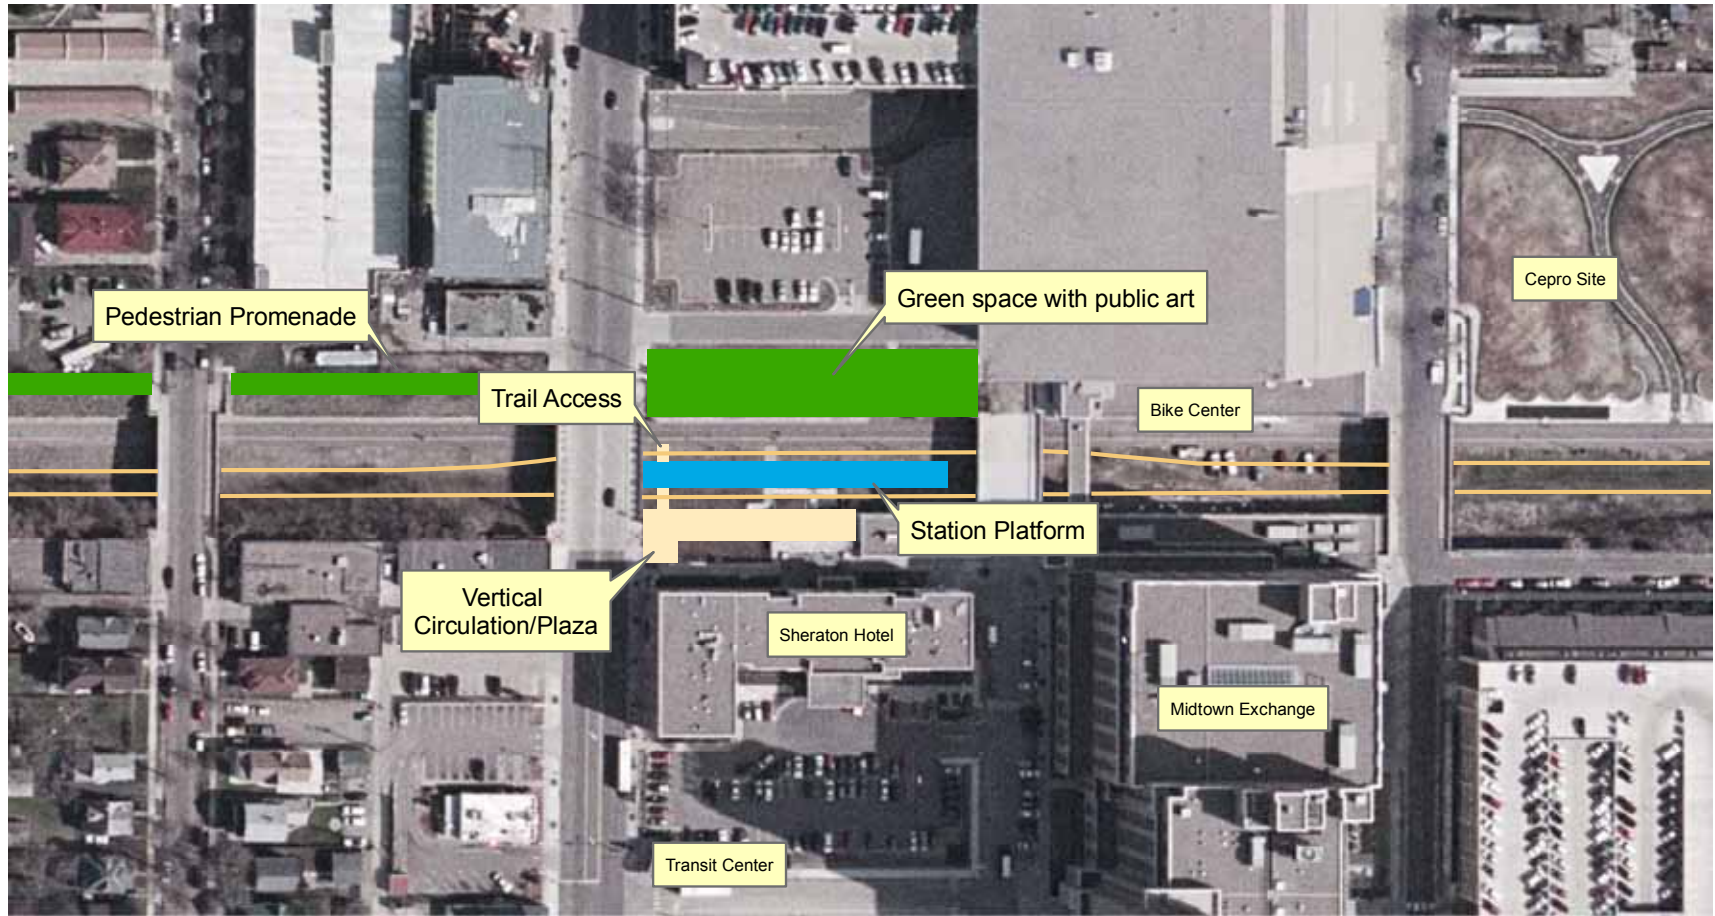 Cepro Site
Green space with public art
Pedestrian Promenade
Trail Access
Bike Center
Station Platform
Vertical
Circulation/Plaza
Sheraton Hotel
Midtown Exchange
Transit Center